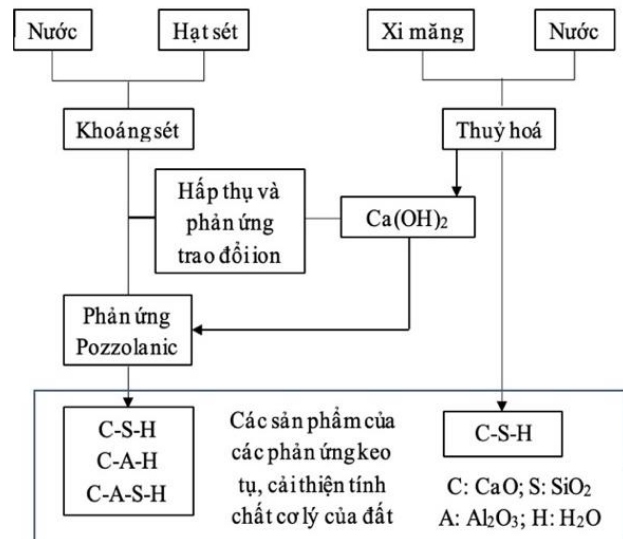 Nước
Hạt sét
Xi măng
Nước
Khoáng sét
Thuỷ hoá
Hấp thụ và
phản ứng
trao đổi ion
Ca(OH)₂
Phản ứng
Pozzolanic
C-S-H
C-A-H
C-A-S-H
Các sản phẩm của
các phản ứng keo
tụ, cải thiện tính
chất cơ lý của đất
C-S-H
C: CaO; S: SiO₂
A: Al₂O₃; H: H₂O